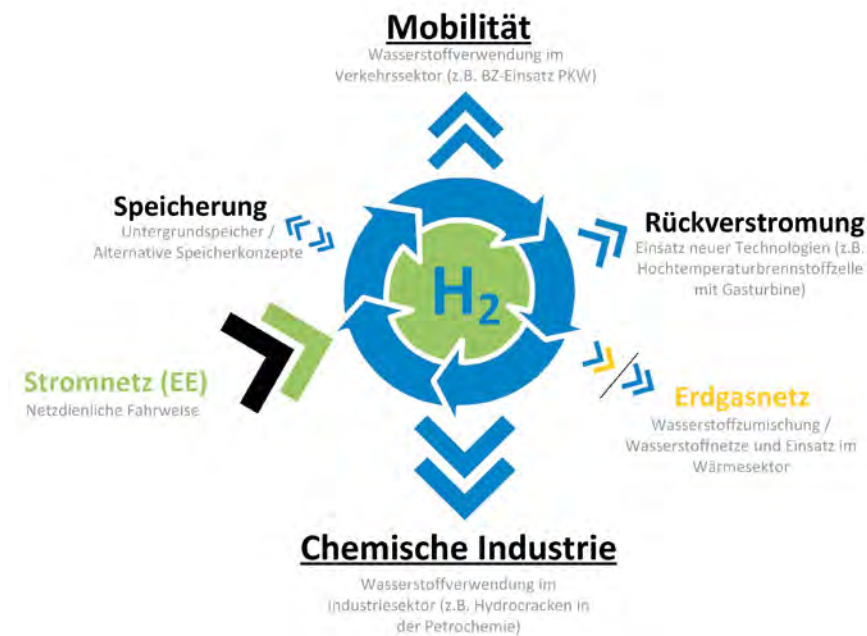 Mobilität
Wasserstoffverwendung im
Verkehrssektor (z.B. BZ-Einsatz PKW)
Speicherung
Untergrundspeicher /
Alternative Speicherkonzepte
Rückverstromung
Einsatz neuer Technologien (z.B.
Hochtemperaturbrennstoffzelle
mit Gasturbine)
H2
Stromnetz (EE)
Netzdienliche Fahrweise
Erdgasnetz
Wasserstoffzumischung /
Wasserstoffnetze und Einsatz im
Wärmesektor
Chemische Industrie
Wasserstoffverwendung im
Industriesektor (z.B. Hydrocracken in
der Petrochemie)